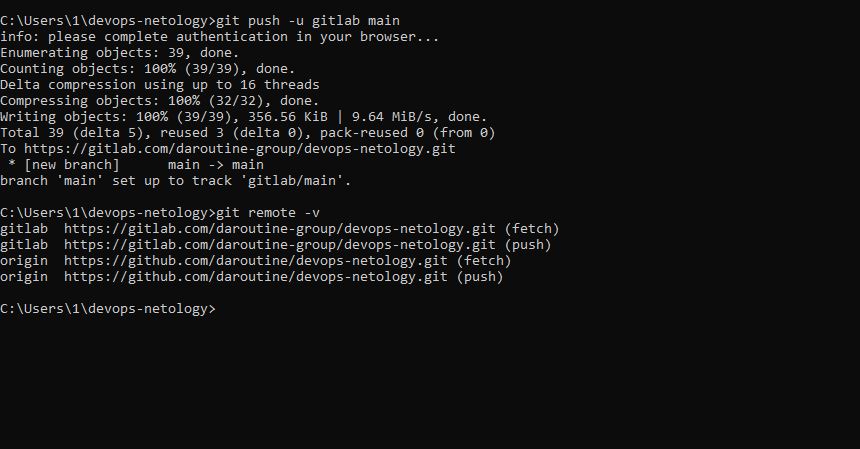 C:\Users\1\devops-netology>git push -u gitlab main
info: please complete authentication in your browser...
Enumerating objects: 39, done.
Counting objects: 100% (39/39), done.
Delta compression using up to 16 threads
Compressing objects: 100% (32/32), done.
Writing objects: 100% (39/39), 356.56 KiB | 9.64 MiB/s, done.
Total 39 (delta 5), reused 3 (delta 0), pack-reused 0 (from 0)
To https://gitlab.com/daroutine-group/devops-netology.git
 * [new branch]      main -> main
branch 'main' set up to track 'gitlab/main'.
C:\Users\1\devops-netology>git remote -v
gitlab  https://gitlab.com/daroutine-group/devops-netology.git (fetch)
gitlab  https://gitlab.com/daroutine-group/devops-netology.git (push)
origin  https://github.com/daroutine/devops-netology.git (fetch)
origin  https://github.com/daroutine/devops-netology.git (push)
C:\Users\1\devops-netology>